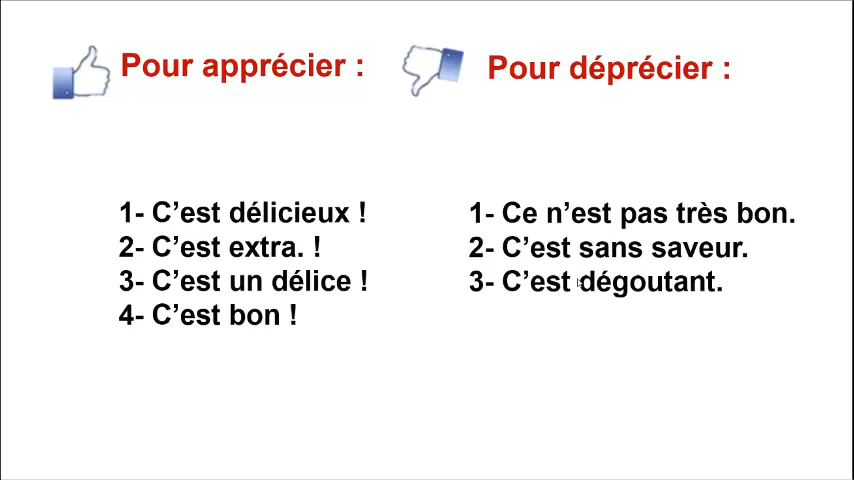 Pour apprécier :
1- C’est délicieux !
2- C’est extra. !
3- C’est un délice !
4- C’est bon !
Pour déprécier :
1- Ce n’est pas très bon.
2- C’est sans saveur.
3- C’est dégoutant.